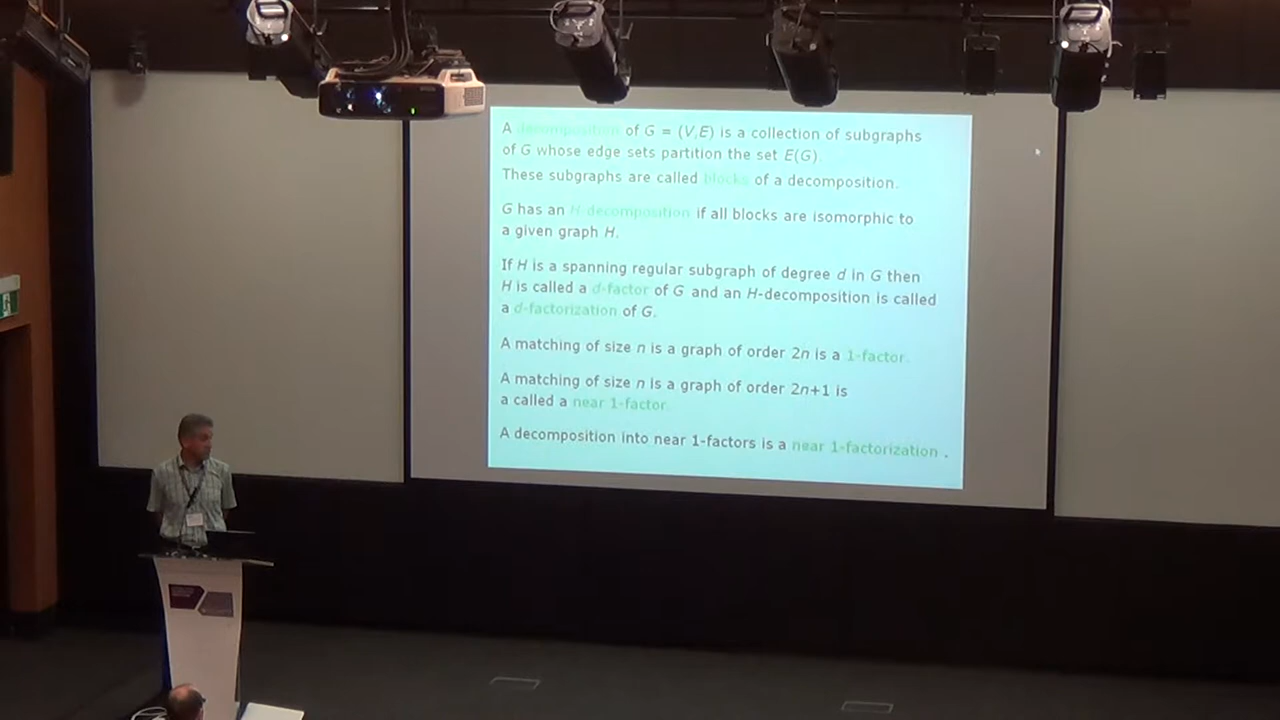 A decomposition of G = (V,E) is a collection of subgraphs
of G whose edge sets partition the set E(G).
These subgraphs are called blocks of a decomposition.
G has an H-decomposition if all blocks are isomorphic to
a given graph H.
If H is a spanning regular subgraph of degree d in G then
H is called a d-factor of G and an H-decomposition is called
a d-factorization of G.
A matching of size n is a graph of order 2n is a 1-factor.
A matching of size n is a graph of order 2n+1 is
a called a near 1-factor.
A decomposition into near 1-factors is a near 1-factorization .